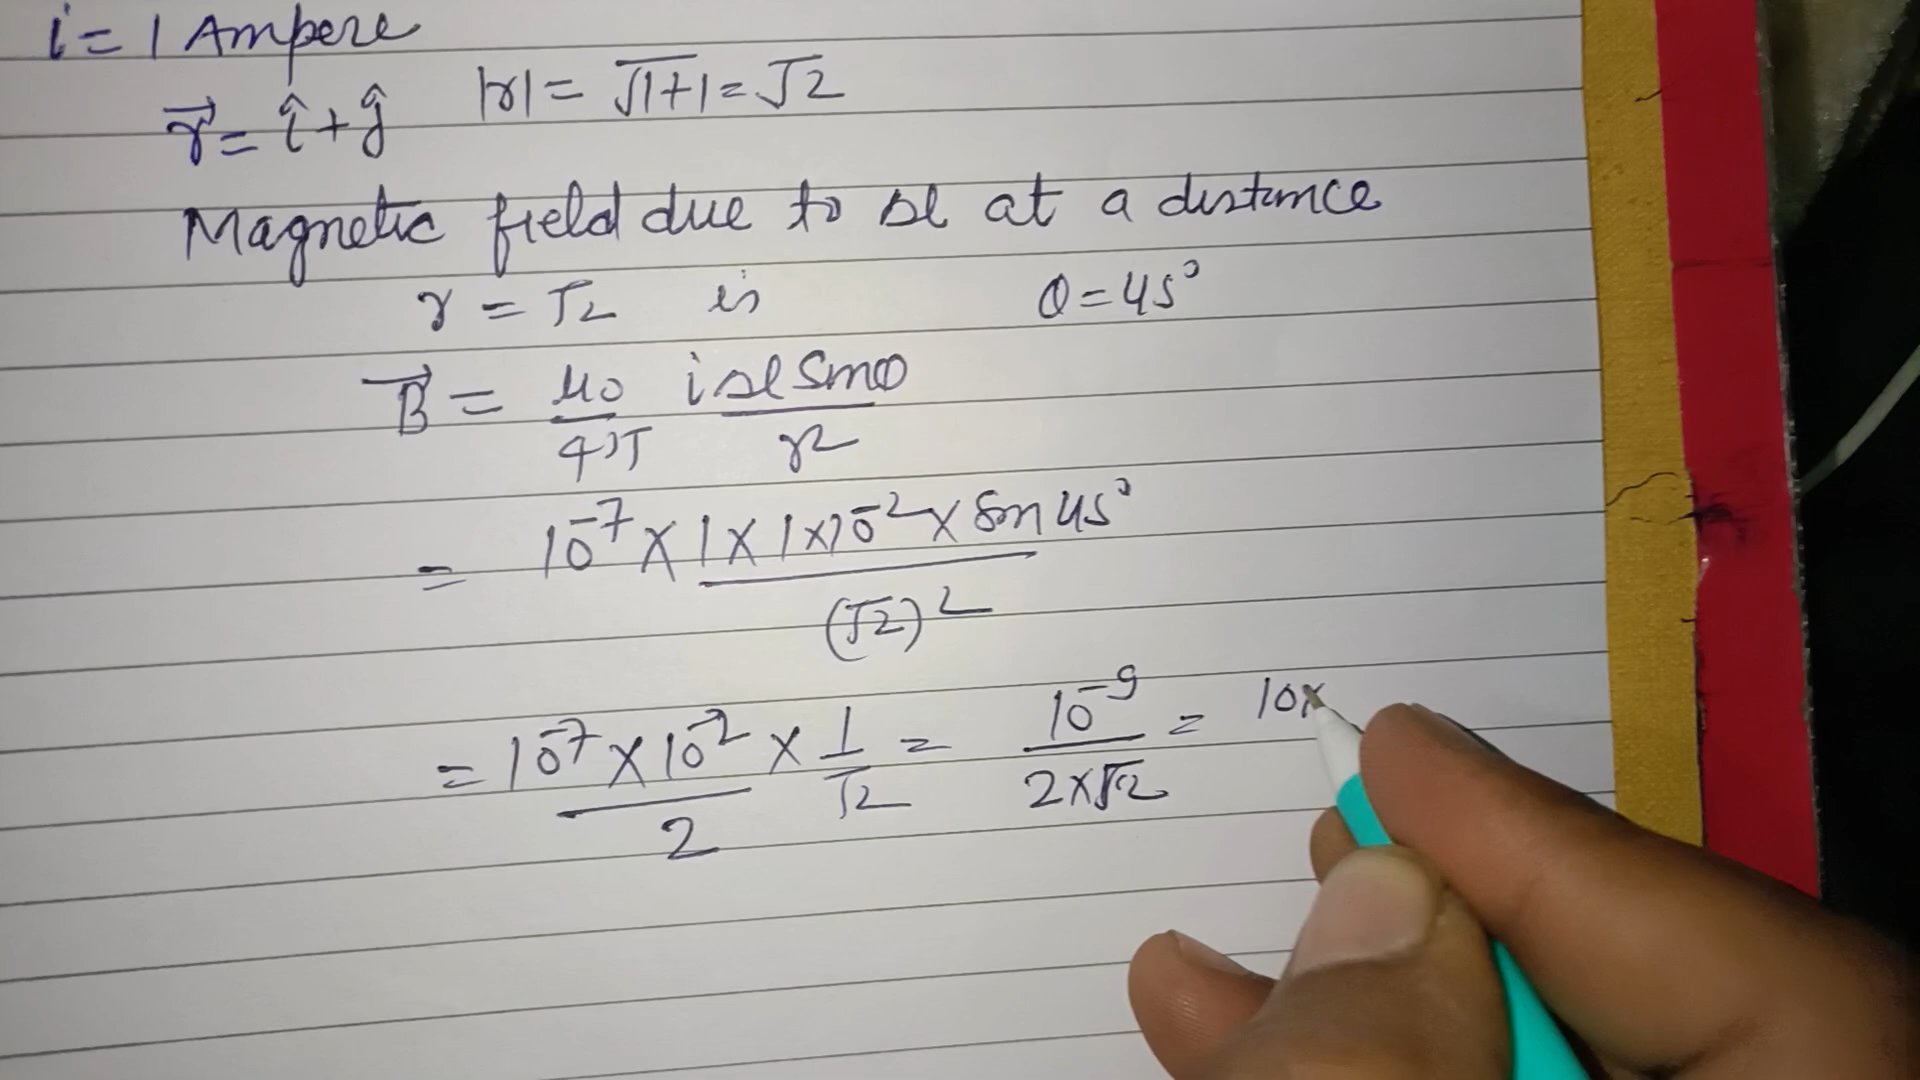 i = 1 Ampere
r⃗ = î + ĵ   |r| = √1+1 = √2
Magnetic field due to Δl at a distance
r = √2 is   θ = 45°
B⃗ = μ0/4π iΔl Sinθ/r²
= 10⁻⁷ × 1 × 1×10⁻² × Sin 45°/(√2)²
= 10⁻⁷ × 10⁻²/2 × 1/√2 = 10⁻⁹/2×√2 = 10×